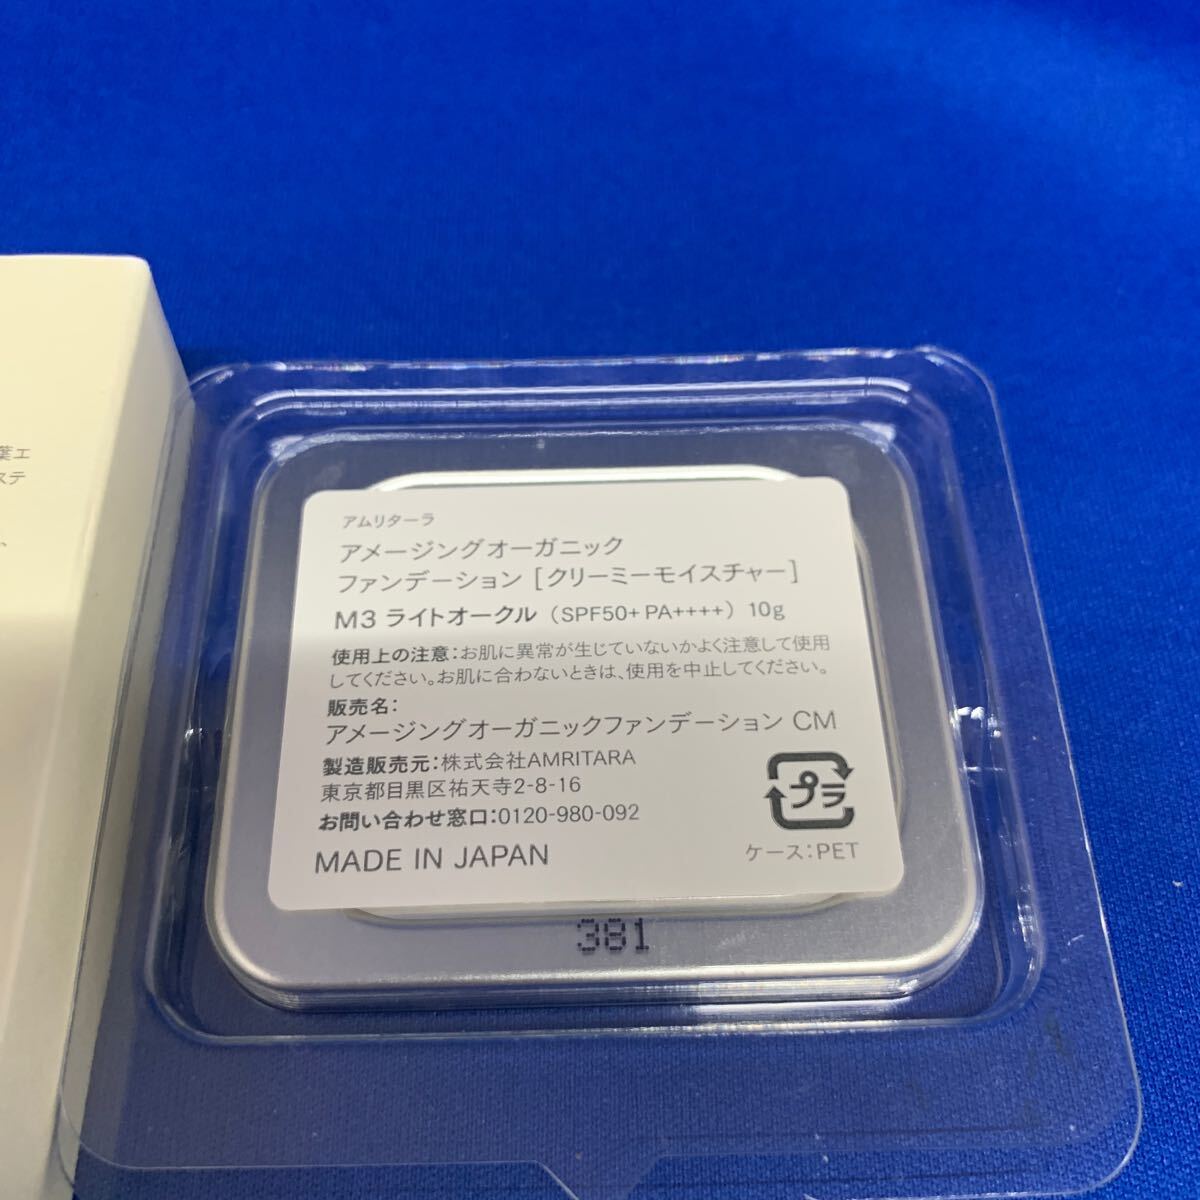 葉エ
ステ
アムリターラ
アメージングオーガニック
ファンデーション [クリーミーモイスチャー]
M3 ライトオークル（SPF50+ PA++++）10g
使用上の注意：お肌に異常が生じていないかよく注意して使用
してください。お肌に合わないときは、使用を中止してください。
販売名：
アメージングオーガニックファンデーション CM
製造販売元：株式会社AMRITARA
東京都目黒区祐天寺2-8-16
お問い合わせ窓口：0120-980-092
MADE IN JAPAN
プラ
ケース：PET
381